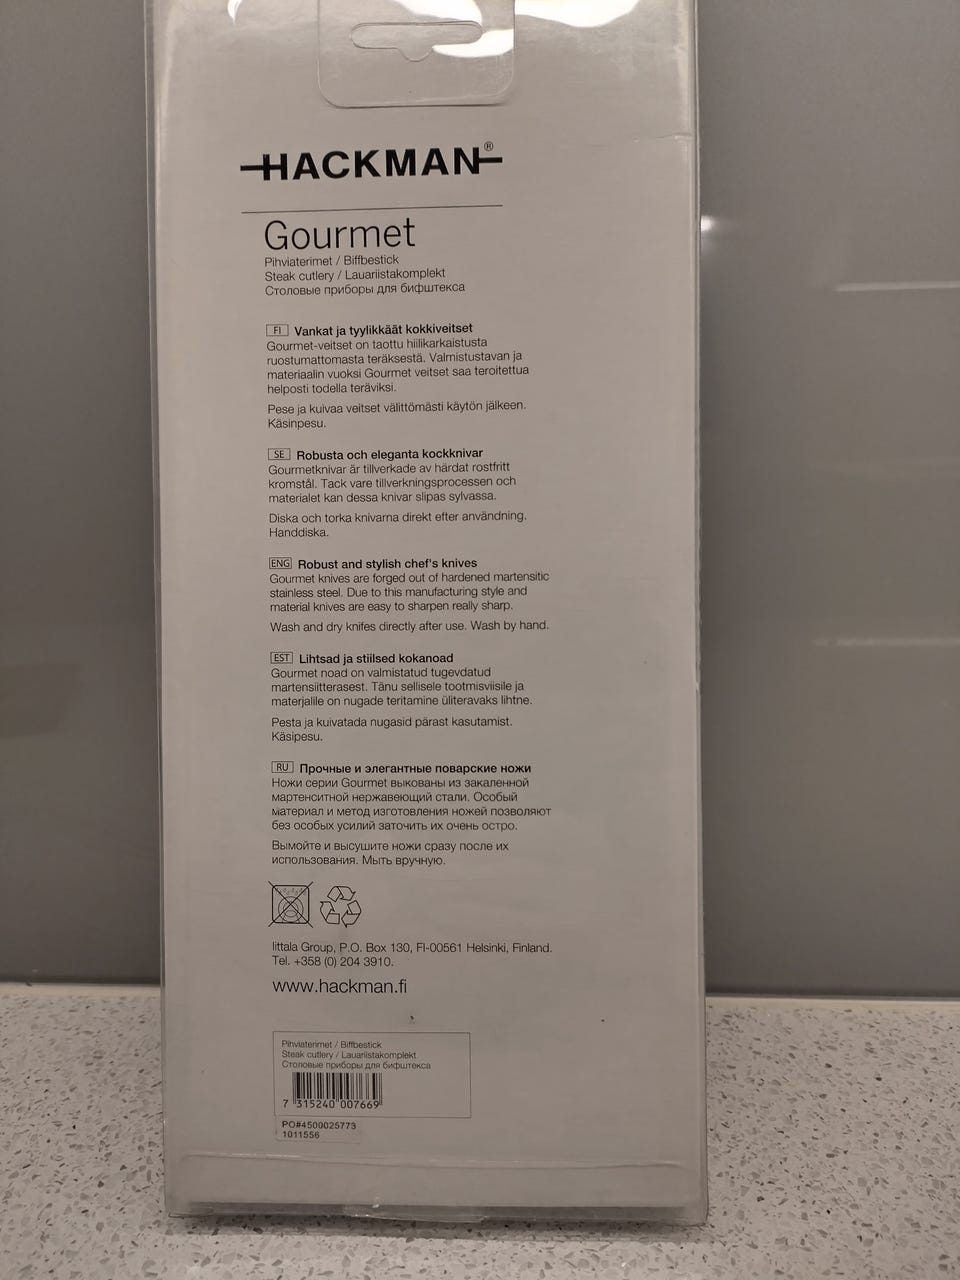 HACKMAN®
Gourmet
Pihviaterimet / Biffbestick
Steak cutlery / Lauariistakomplekt
Столовые приборы для бифштекса
FI Vankat ja tyylikkäät kokkiveitset
Gourmet-veitset on taottu hiilikarkaistusta
ruostumattomasta teräksestä. Valmistustavan ja
materiaalin vuoksi Gourmet veitset saa teroitettua
helposti todella teräviksi.
Pese ja kuivaa veitset välittömästi käytön jälkeen.
Käsinpesu.
SE Robusta och eleganta kockknivar
Gourmetknivar är tillverkade av härdat rostfritt
kromstål. Tack vare tillverkningsprocessen och
materialet kan dessa knivar slipas sylvassa.
Diska och torka knivarna direkt efter användning.
Handdiska.
ENG Robust and stylish chef's knives
Gourmet knives are forged out of hardened martensitic
stainless steel. Due to this manufacturing style and
material knives are easy to sharpen really sharp.
Wash and dry knifes directly after use. Wash by hand.
EST Lihtsad ja stiilsed kokanoad
Gourmet noad on valmistatud tugevdatud
martensiitterasest. Tänu sellisele tootmisviisile ja
materjalile on nugade teritamine üliteravaks lihtne.
Pesta ja kuivatada nugasid pärast kasutamist.
Käsipesu.
RU Прочные и элегантные поварские ножи
Ножи серии Gourmet выкованы из закаленной
мартенситной нержавеющий стали. Особый
материал и метод изготовления ножей позволяют
без особых усилий заточить их очень остро.
Вымойте и высушите ножи сразу после их
использования. Мыть вручную.
Iittala Group, P.O. Box 130, FI-00561 Helsinki, Finland.
Tel. +358 (0) 204 3910.
www.hackman.fi
Pihviaterimet / Biffbestick
Steak cutlery / Lauariistakomplekt
Столовые приборы для бифштекса
7 315240 007669
PO#4500025773
1011556